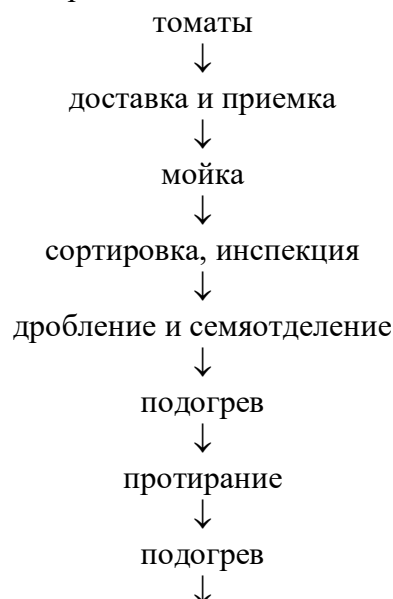 томаты
↓
доставка и приемка
↓
мойка
↓
сортировка, инспекция
↓
дробление и семяотделение
↓
подогрев
↓
протирание
↓
подогрев
↓